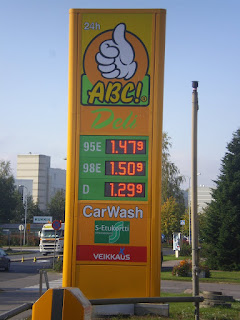 24h
ABC!
Deli
95E 1.479
98E 1.509
D 1.299
CarWash
S-Etukortti
VEIKKAUS